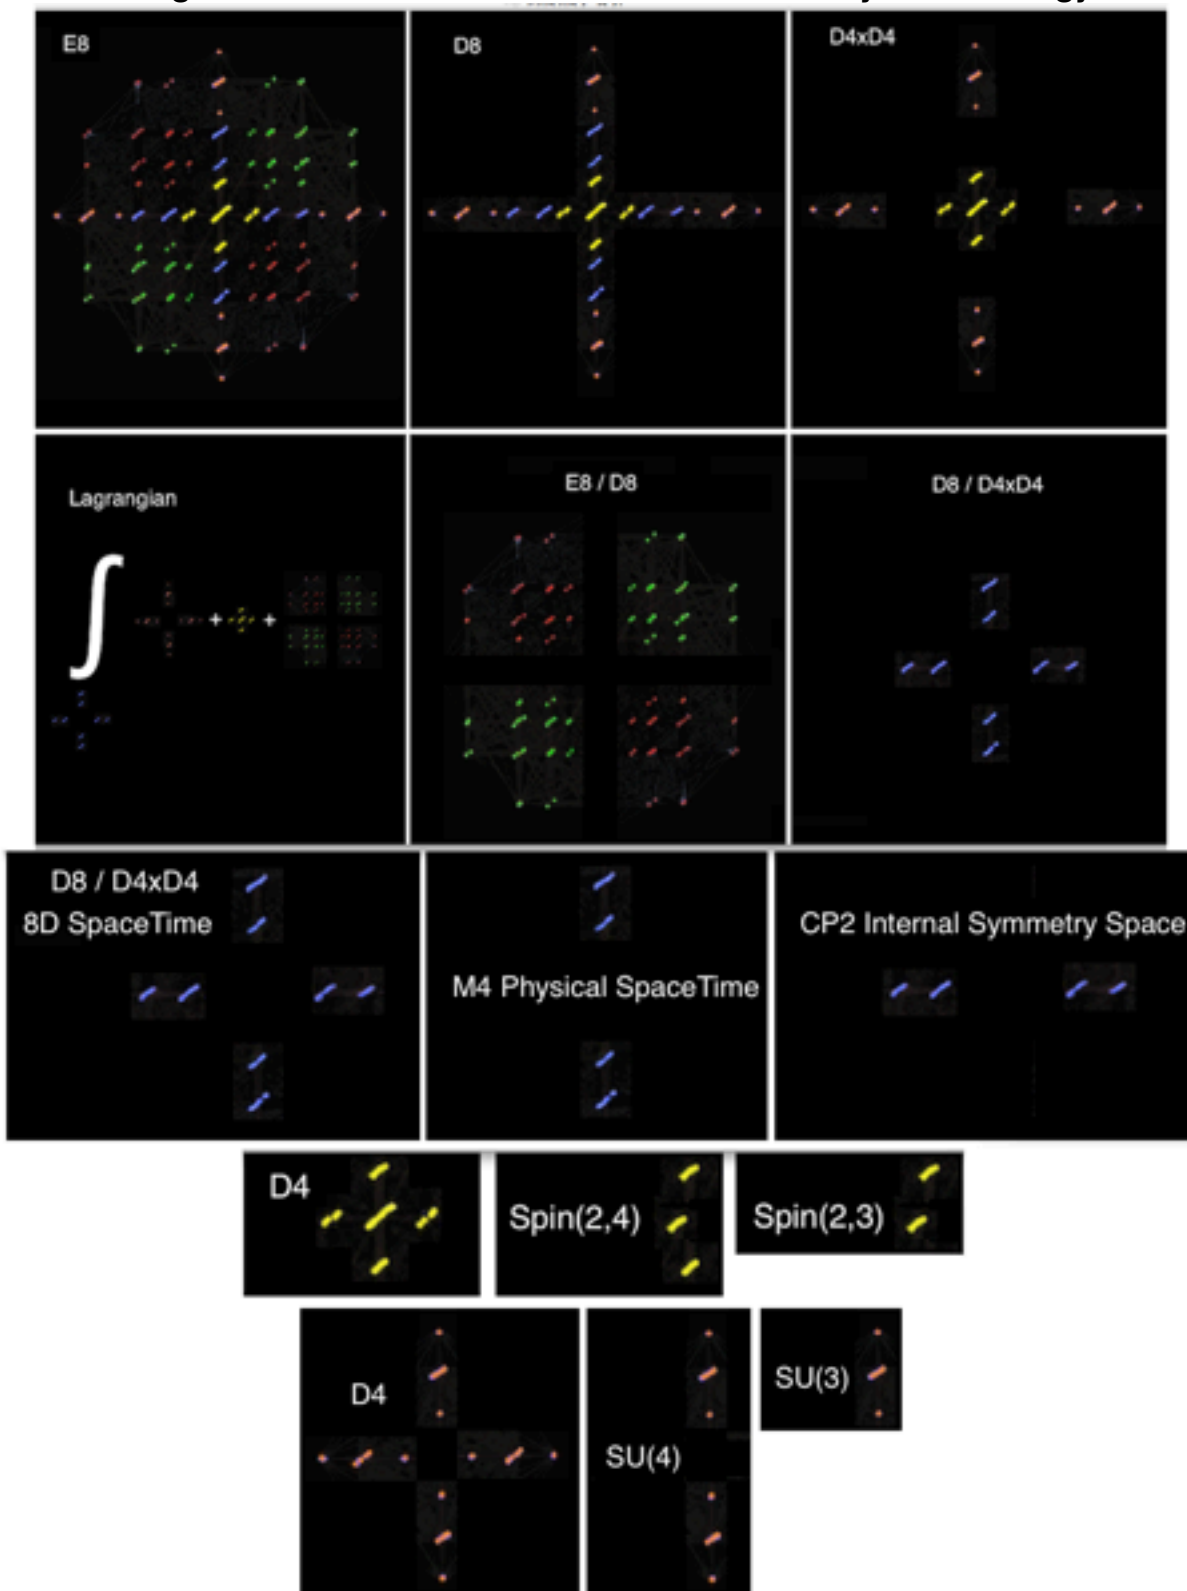 E8
D8
D4xD4
Lagrangian
∫
+ +
E8 / D8
D8 / D4xD4
D8 / D4xD4
8D SpaceTime
M4 Physical SpaceTime
CP2 Internal Symmetry Space
D4
Spin(2,4)
Spin(2,3)
D4
SU(4)
SU(3)